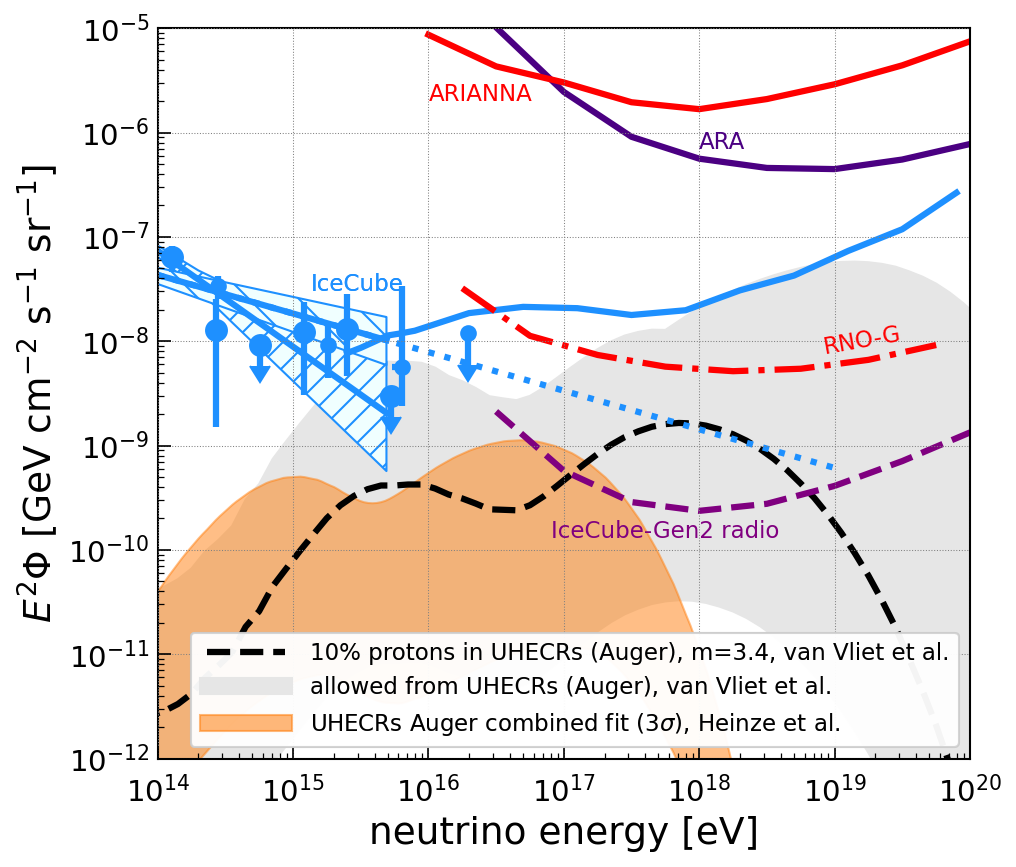 10⁻⁵
10⁻⁶
10⁻⁷
10⁻⁸
10⁻⁹
10⁻¹⁰
10⁻¹¹
10⁻¹²
E²Φ [GeV cm⁻² s⁻¹ sr⁻¹]
ARIANNA
ARA
IceCube
RNO-G
IceCube-Gen2 radio
10% protons in UHECRs (Auger), m=3.4, van Vliet et al.
allowed from UHECRs (Auger), van Vliet et al.
UHECRs Auger combined fit (3σ), Heinze et al.
10¹⁴ 10¹⁵ 10¹⁶ 10¹⁷ 10¹⁸ 10¹⁹ 10²⁰
neutrino energy [eV]